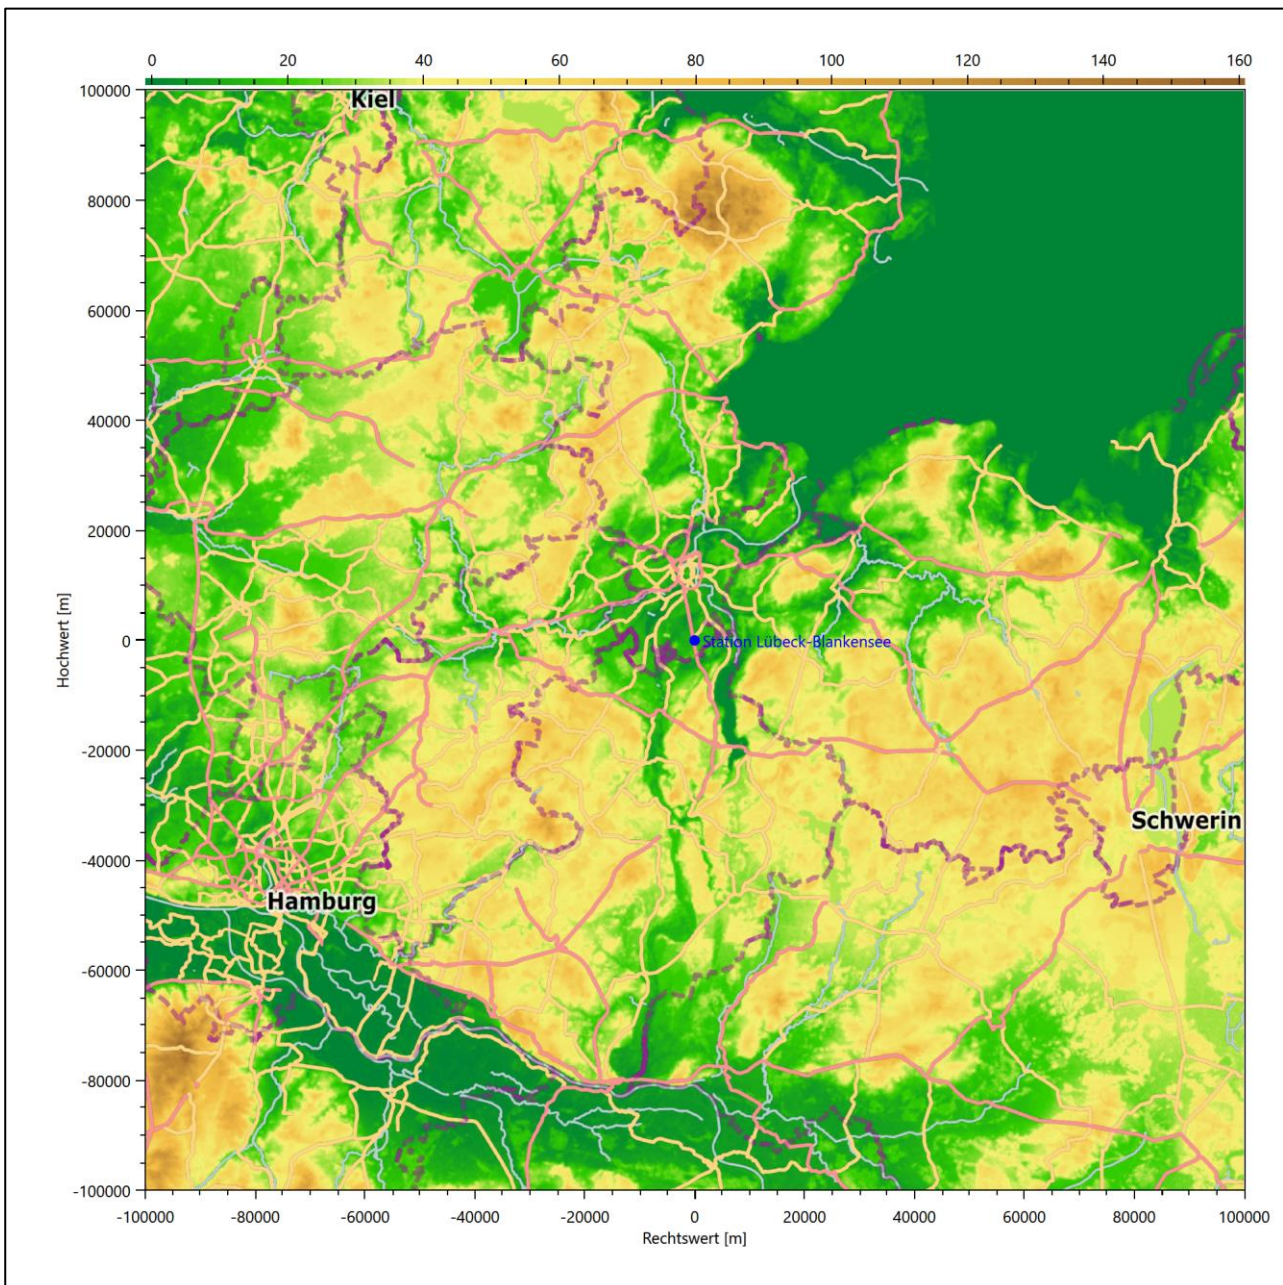 0 20 40 60 80 100 120 140 160
100000
Kiel
80000
60000
40000
20000
0
Station Lübeck-Blankensee
Hochwert [m]
-20000
Schwerin
-40000
Hamburg
-60000
-80000
-100000
-100000 -80000 -60000 -40000 -20000 0 20000 40000 60000 80000 100000
Rechtswert [m]